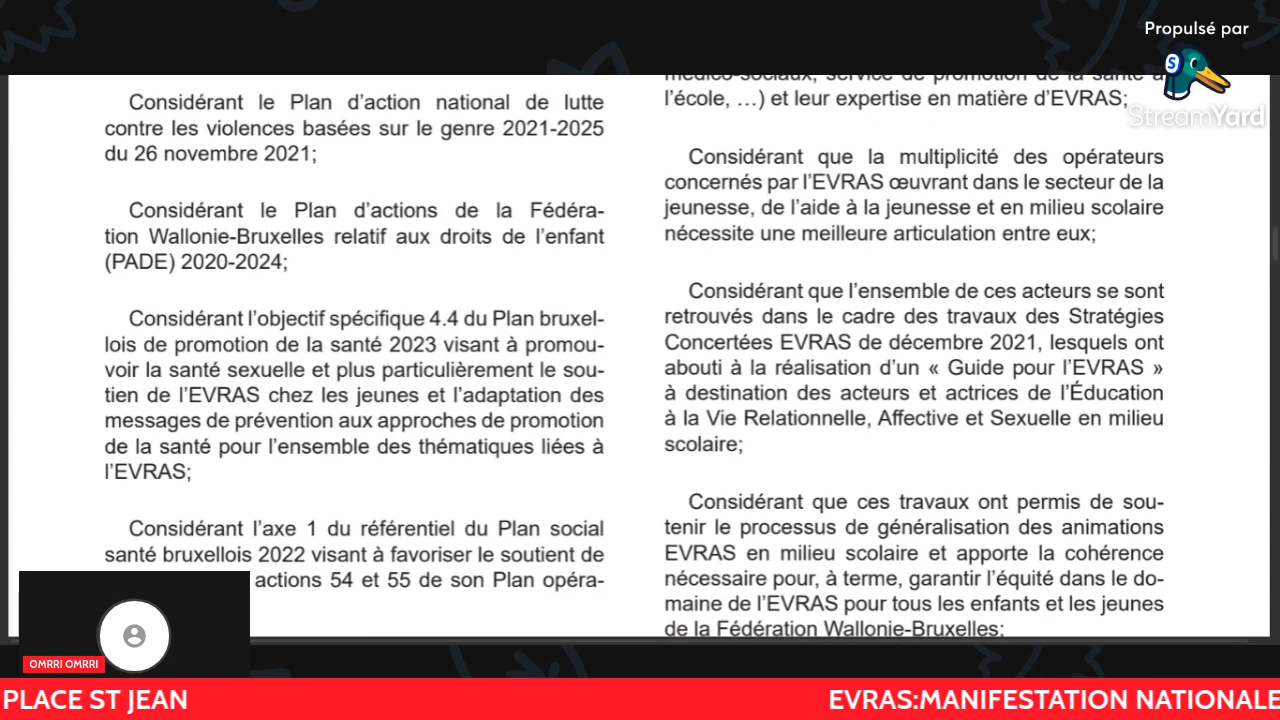 Propulsé par
StreamYard
Considérant le Plan d’action national de lutte
contre les violences basées sur le genre 2021-2025
du 26 novembre 2021;
Considérant le Plan d’actions de la Fédéra-
tion Wallonie-Bruxelles relatif aux droits de l’enfant
(PADE) 2020-2024;
Considérant l’objectif spécifique 4.4 du Plan bruxel-
lois de promotion de la santé 2023 visant à promou-
voir la santé sexuelle et plus particulièrement le sou-
tien de l’EVRAS chez les jeunes et l’adaptation des
messages de prévention aux approches de promotion
de la santé pour l’ensemble des thématiques liées à
l’EVRAS;
Considérant l’axe 1 du référentiel du Plan social
santé bruxellois 2022 visant à favoriser le soutient de
actions 54 et 55 de son Plan opéra-
médico-sociaux, service de promotion de la santé à
l’école, …) et leur expertise en matière d’EVRAS;
Considérant que la multiplicité des opérateurs
concernés par l’EVRAS œuvrant dans le secteur de la
jeunesse, de l’aide à la jeunesse et en milieu scolaire
nécessite une meilleure articulation entre eux;
Considérant que l’ensemble de ces acteurs se sont
retrouvés dans le cadre des travaux des Stratégies
Concertées EVRAS de décembre 2021, lesquels ont
abouti à la réalisation d’un « Guide pour l’EVRAS »
à destination des acteurs et actrices de l’Éducation
à la Vie Relationnelle, Affective et Sexuelle en milieu
scolaire;
Considérant que ces travaux ont permis de sou-
tenir le processus de généralisation des animations
EVRAS en milieu scolaire et apporte la cohérence
nécessaire pour, à terme, garantir l’équité dans le do-
maine de l’EVRAS pour tous les enfants et les jeunes
de la Fédération Wallonie-Bruxelles;
OMRRI OMRRI
PLACE ST JEAN
EVRAS:MANIFESTATION NATIONALE